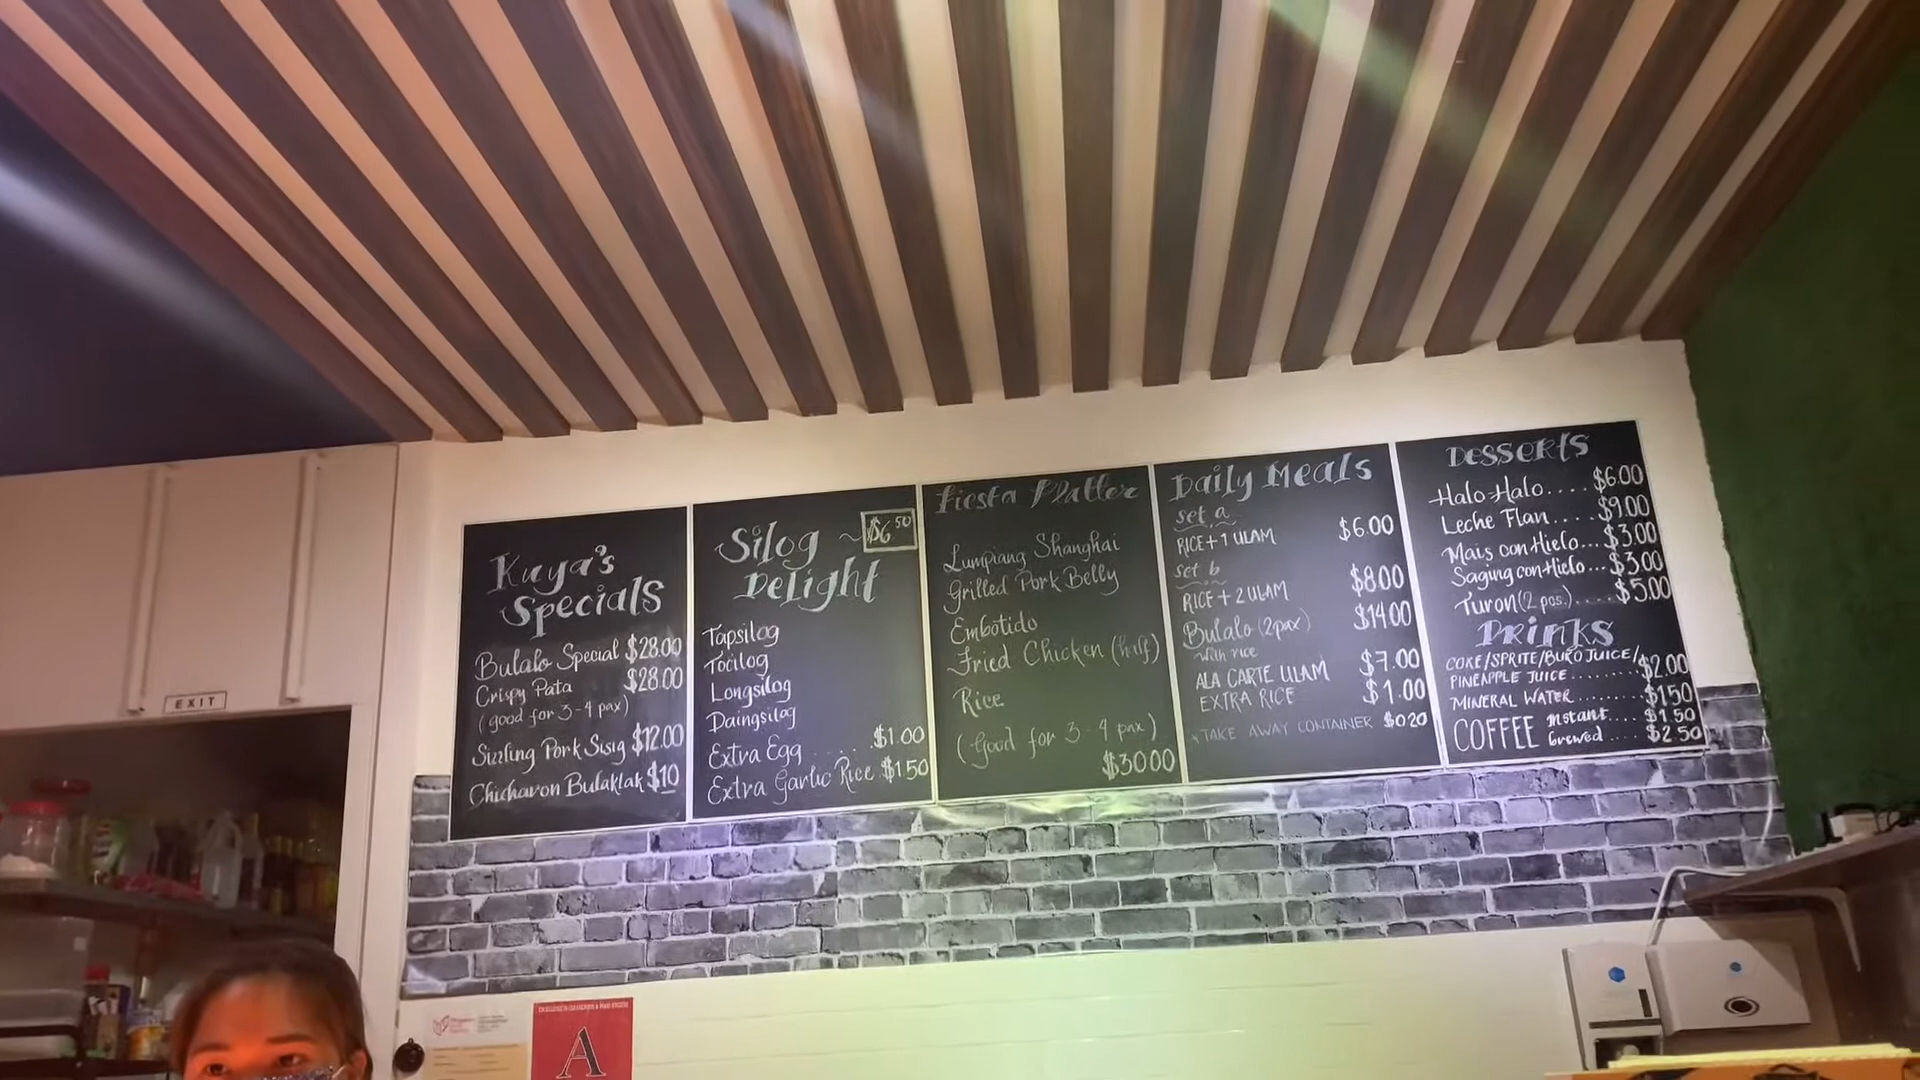 EXIT
Kuya's
Specials
Bulalo Special $28.00
Crispy Pata $28.00
(good for 3-4 pax)
Sizzling Pork Sisig $12.00
Chicharon Bulaklak $10
Silog ~ $6.50
Delight
Tapsilog
Tocilog
Longsilog
Daingsilog
Extra Egg ...... $1.00
Extra Garlic Rice $1.50
Fiesta Platter
Lumpiang Shanghai
Grilled Pork Belly
Embotido
Fried Chicken (half)
Rice
(Good for 3-4 pax)
$30.00
Daily Meals
set a
RICE + 1 ULAM $6.00
set b
RICE + 2 ULAM $8.00
Bulalo (2pax) $14.00
with rice
ALA CARTE ULAM $7.00
EXTRA RICE $1.00
TAKE AWAY CONTAINER $0.20
Desserts
Halo-Halo.... $6.00
Leche Flan.... $9.00
Mais con Hielo... $3.00
Saging con Hielo... $3.00
Turon (2 pcs.).... $5.00
Drinks
COKE/SPRITE/BUKO JUICE/
PINEAPPLE JUICE........ $2.00
MINERAL WATER........ $1.50
COFFEE instant.... $1.50
brewed.... $2.50
A